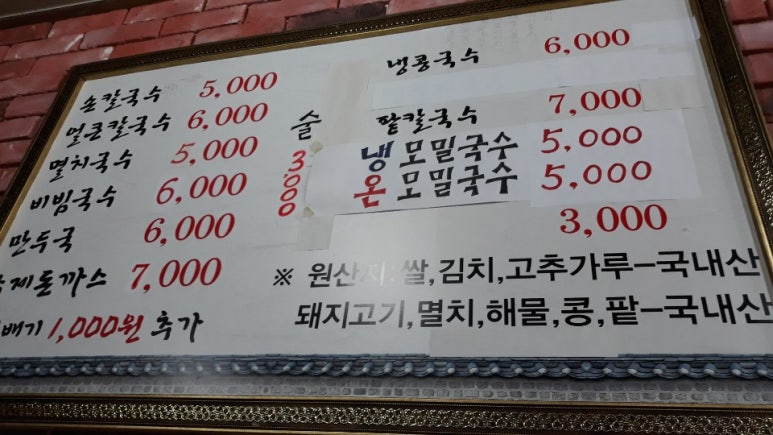 손칼국수 5,000
얼큰칼국수 6,000
멸치국수 5,000
비빔국수 6,000
만두국 6,000
제돈까스 7,000
배기 1,000원 추가
술
3000
냉콩국수 6,000
팥칼국수 7,000
냉모밀국수 5,000
온모밀국수 5,000
3,000
※ 원산지:쌀,김치,고추가루-국내산
돼지고기,멸치,해물,콩,팥-국내산